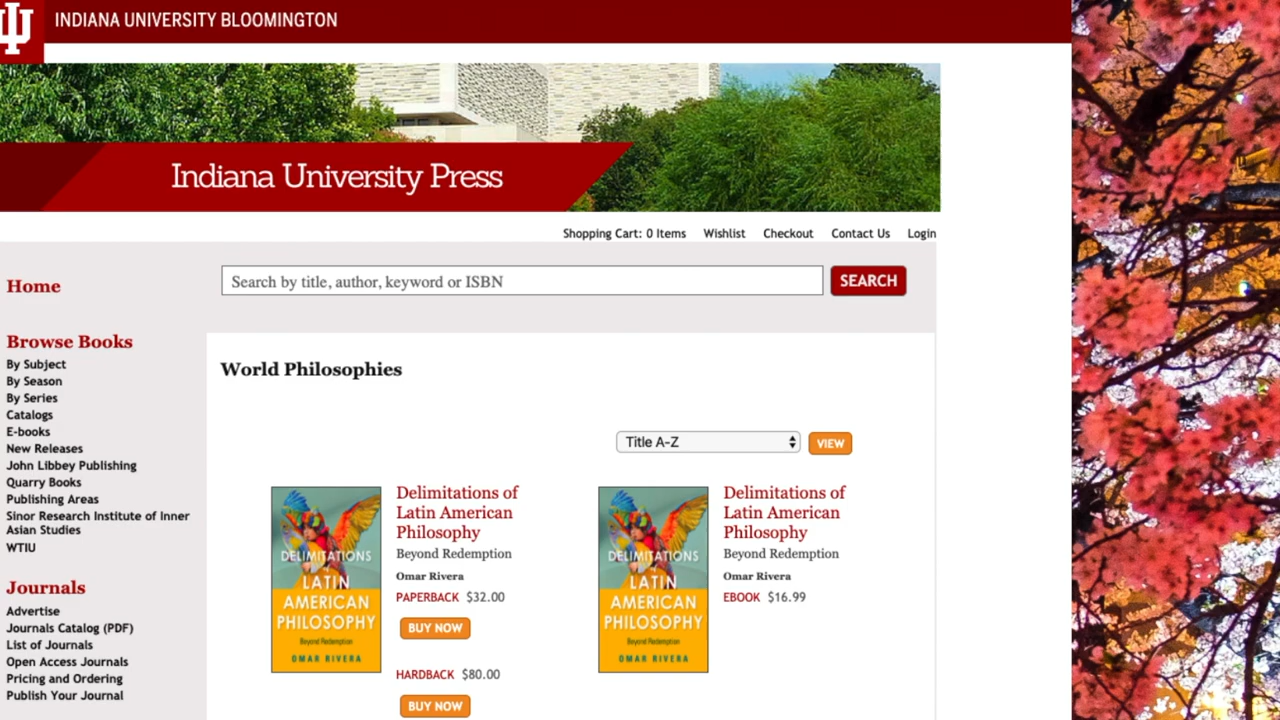 INDIANA UNIVERSITY BLOOMINGTON
Indiana University Press
Shopping Cart: 0 Items Wishlist Checkout Contact Us Login
Home
Search by title, author, keyword or ISBN
SEARCH
Browse Books
By Subject
By Season
By Series
Catalogs
E-books
New Releases
John Libbey Publishing
Quarry Books
Publishing Areas
Sinor Research Institute of Inner
Asian Studies
WTIU
Journals
Advertise
Journals Catalog (PDF)
List of Journals
Open Access Journals
Pricing and Ordering
Publish Your Journal
World Philosophies
Title A-Z
VIEW
DELIMITATIONS
of
LATIN
AMERICAN
PHILOSOPHY
Beyond Redemption
OMAR RIVERA
Delimitations of
Latin American
Philosophy
Beyond Redemption
Omar Rivera
PAPERBACK $32.00
BUY NOW
HARDBACK $80.00
BUY NOW
DELIMITATIONS
of
LATIN
AMERICAN
PHILOSOPHY
Beyond Redemption
OMAR RIVERA
Delimitations of
Latin American
Philosophy
Beyond Redemption
Omar Rivera
EBOOK $16.99